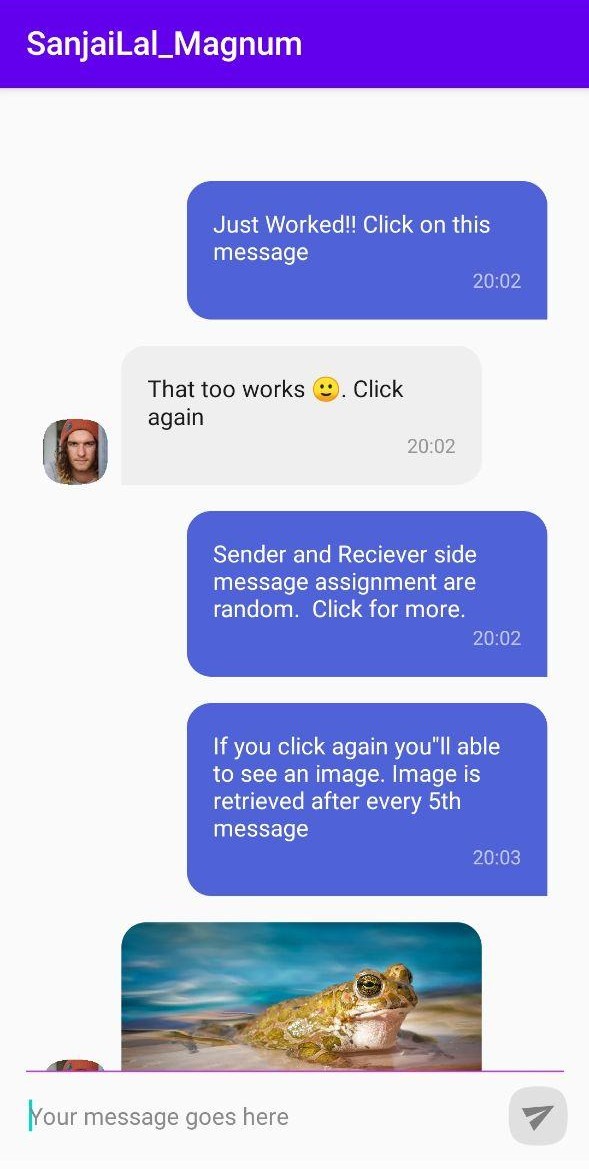 SanjaiLal_Magnum
Just Worked!! Click on this
message
20:02
That too works 🙂. Click
again
20:02
Sender and Reciever side
message assignment are
random.  Click for more.
20:02
If you click again you"ll able
to see an image. Image is
retrieved after every 5th
message
20:03
Your message goes here